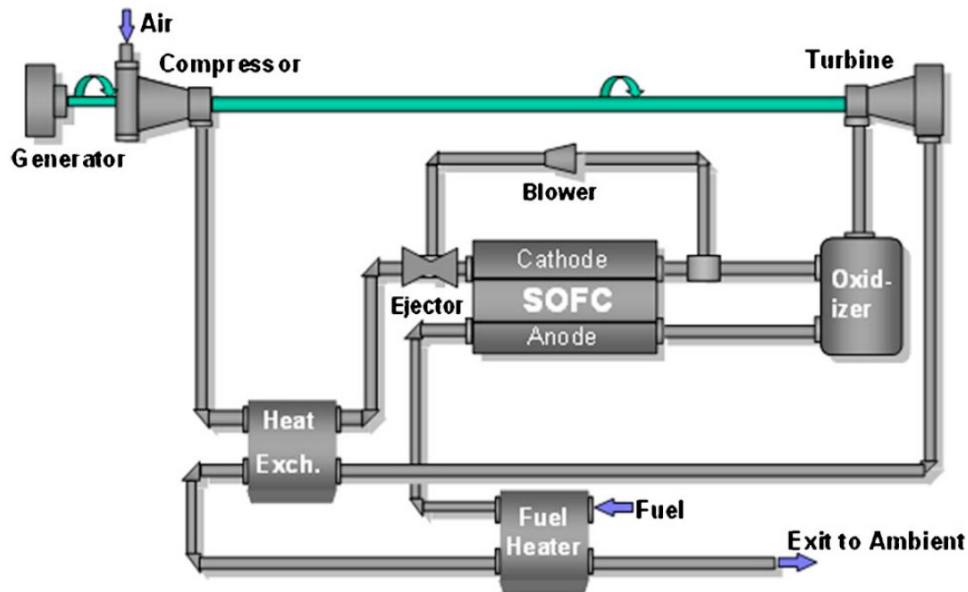 Air
Compressor
Turbine
Generator
Blower
Cathode
SOFC
Anode
Ejector
Oxid-
izer
Heat
Exch.
Fuel
Fuel
Heater
Exit to Ambient